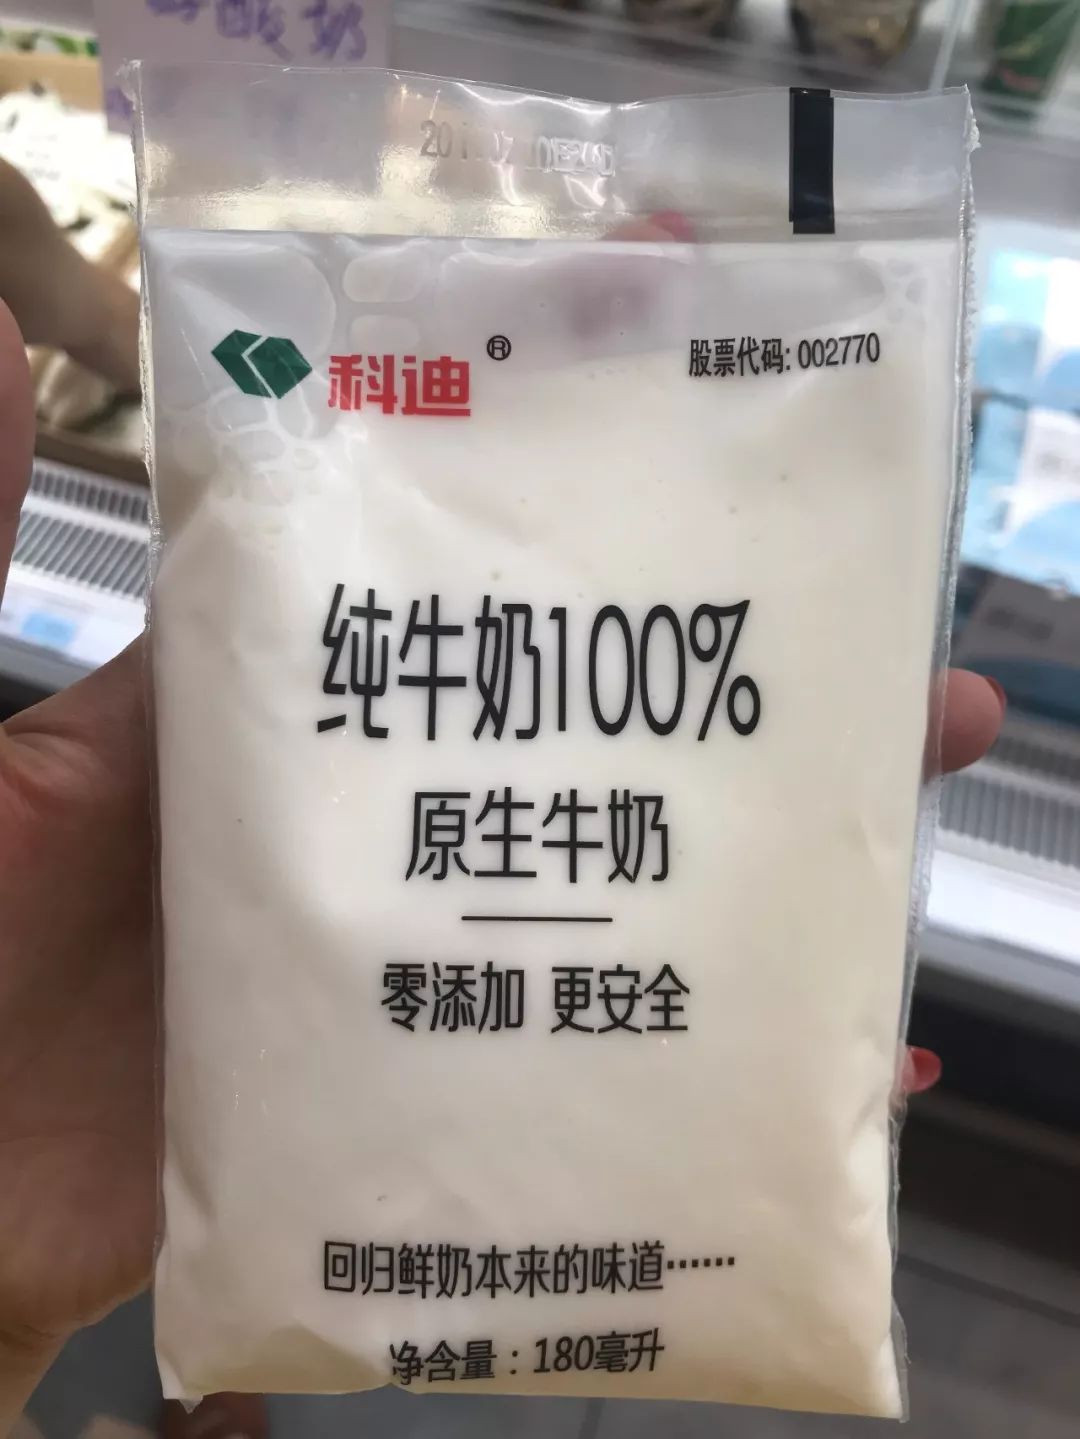 酸奶
科迪®
股票代码: 002770
纯牛奶100%
原生牛奶
零添加 更安全
回归鲜奶本来的味道······
净含量：180毫升